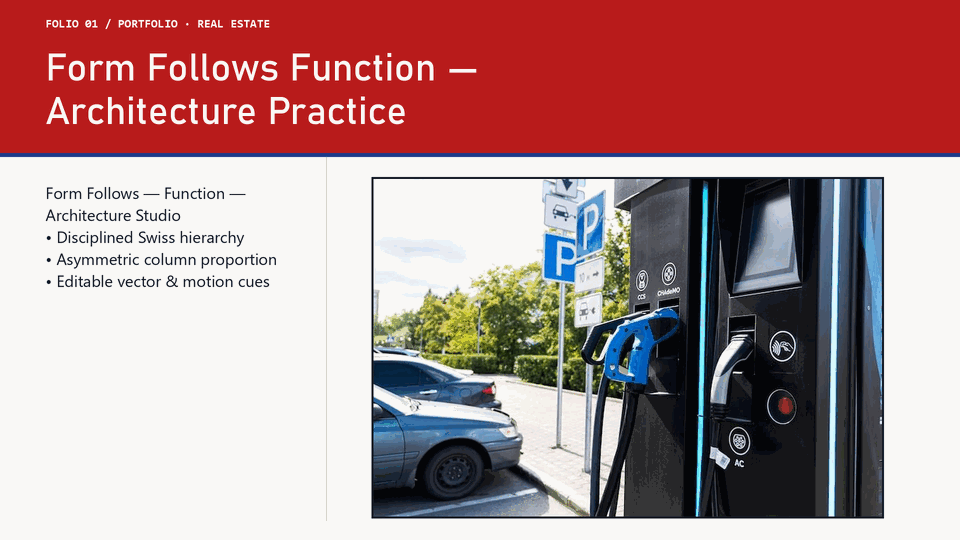 FOLIO 01 / PORTFOLIO · REAL ESTATE
Form Follows Function —
Architecture Practice
Form Follows — Function —
Architecture Studio
• Disciplined Swiss hierarchy
• Asymmetric column proportion
• Editable vector & motion cues
P
P
CCS
CHAdeMO
AC